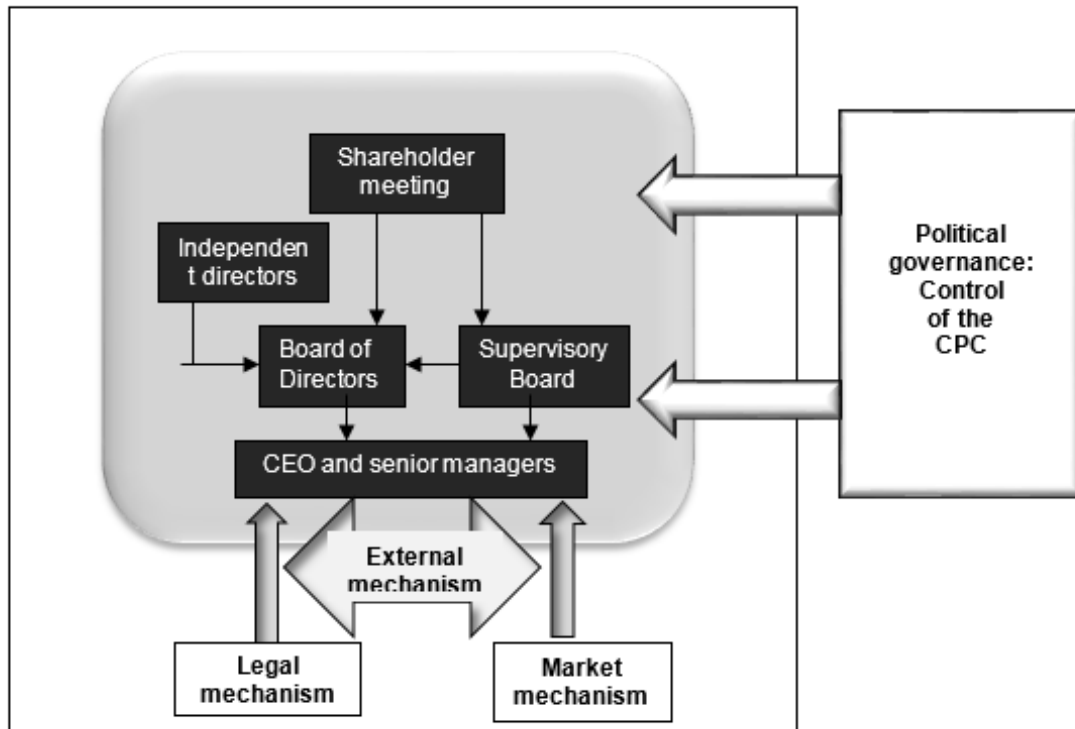 Shareholder
meeting
Independen
t directors
Board of
Directors
Supervisory
Board
CEO and senior managers
External
mechanism
Legal
mechanism
Market
mechanism
Political
governance:
Control
of the
CPC